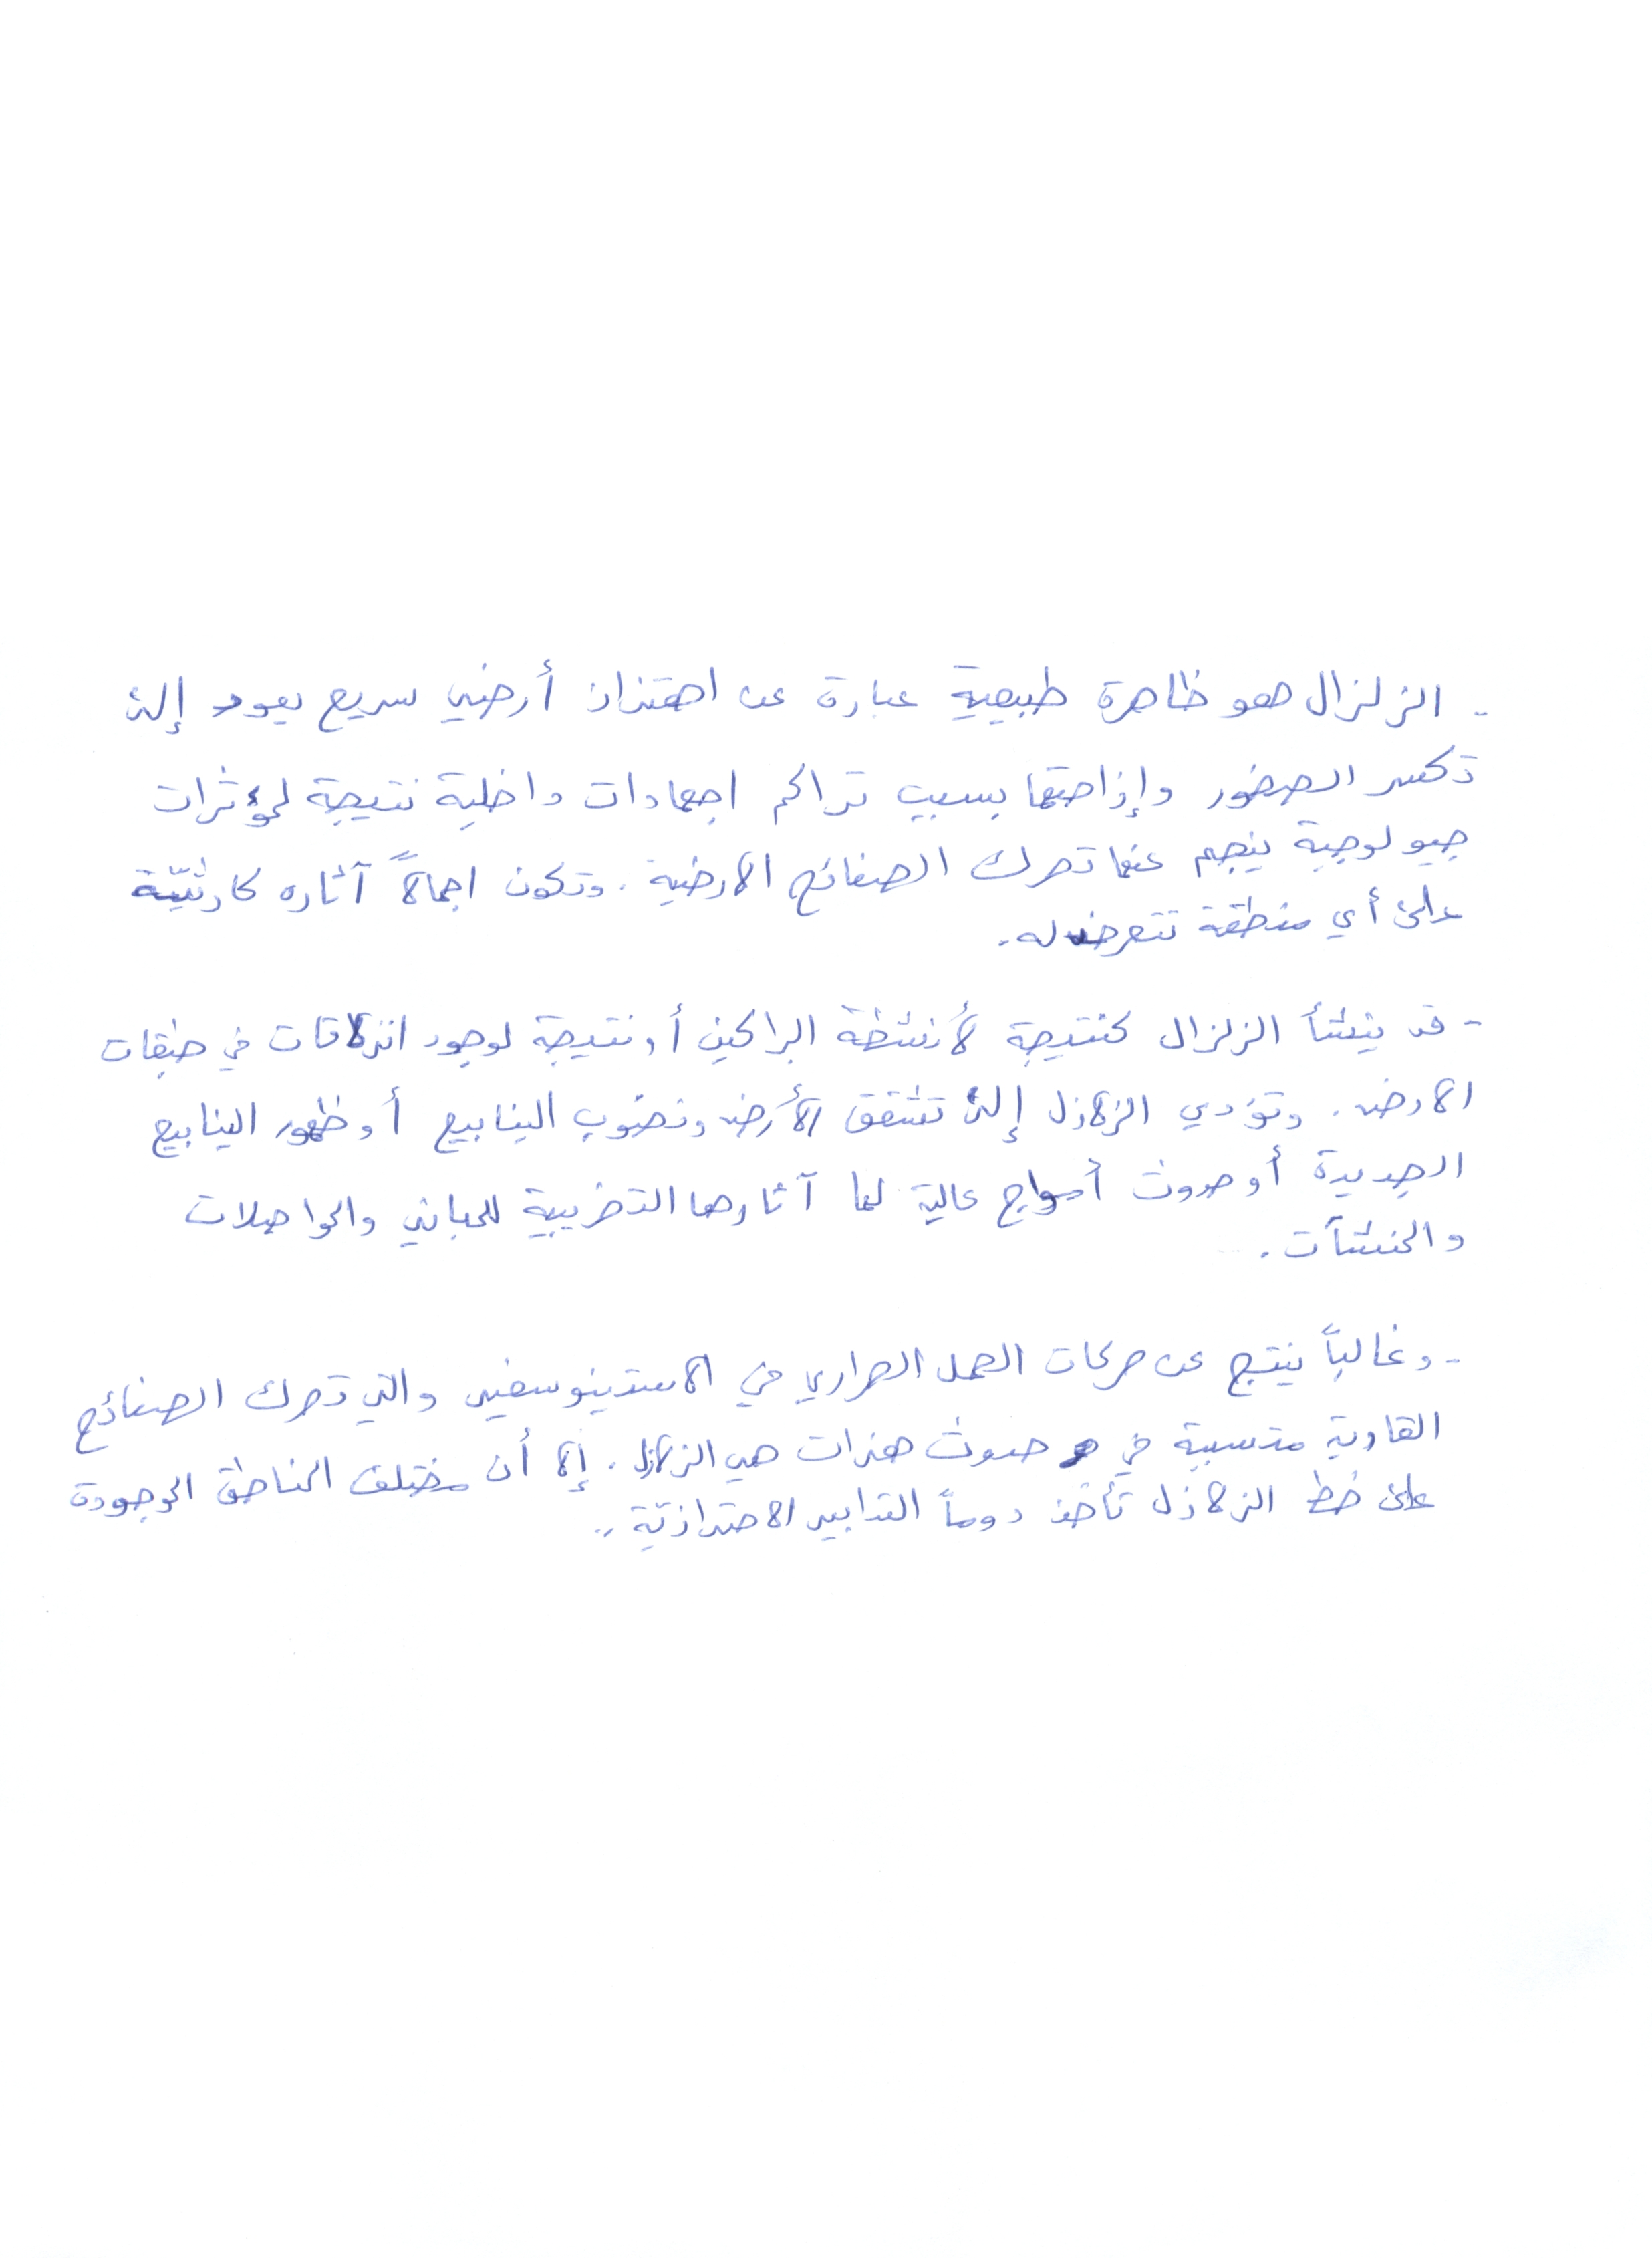 - الزلزال هو ظاهرة طبيعية عبارة عن اهتزاز أرضي سريع يعود إلى
تكسر الصخور وإزاحتها بسبب تراكم اجهادات داخلية نتيجة لمؤثرات
جيولوجية ينجم عنها تحرك الصفائح الارضية. وتكون اجمالاً آثاره كارثيّة
على أي منطقة تتعرض له.
- قد ينشأ الزلزال كنتيجة لأنشطة البراكين أو نتيجة لوجود انزلاقات في طبقات
الارض. وتؤدي الزلازل إلى تشقق الأرض ونضوب الينابيع أو ظهور الينابيع
الجديدة أو حدوث أمواج عالية لها آثارها التخريبية للمباني والمواصلات
والمنشآت.
- وغالباً ينتج عن حركات الحمل الحراري في الاستينوسفير والتي تحرك الصفائح
القارية متسببة في حدوث هزات هي الزلازل. إلا أن مختلف المناطق الموجودة
على خط الزلازل تأخذ دوماً التدابير الاحترازيّة..